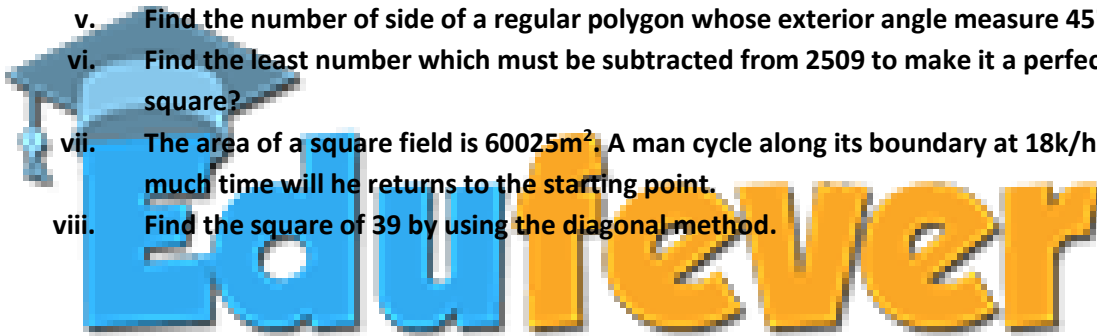 v. Find the number of side of a regular polygon whose exterior angle measure 45
vi. Find the least number which must be subtracted from 2509 to make it a perfec
square?
vii. The area of a square field is 60025m². A man cycle along its boundary at 18k/h
much time will he returns to the starting point.
viii. Find the square of 39 by using the diagonal method.
Edufever